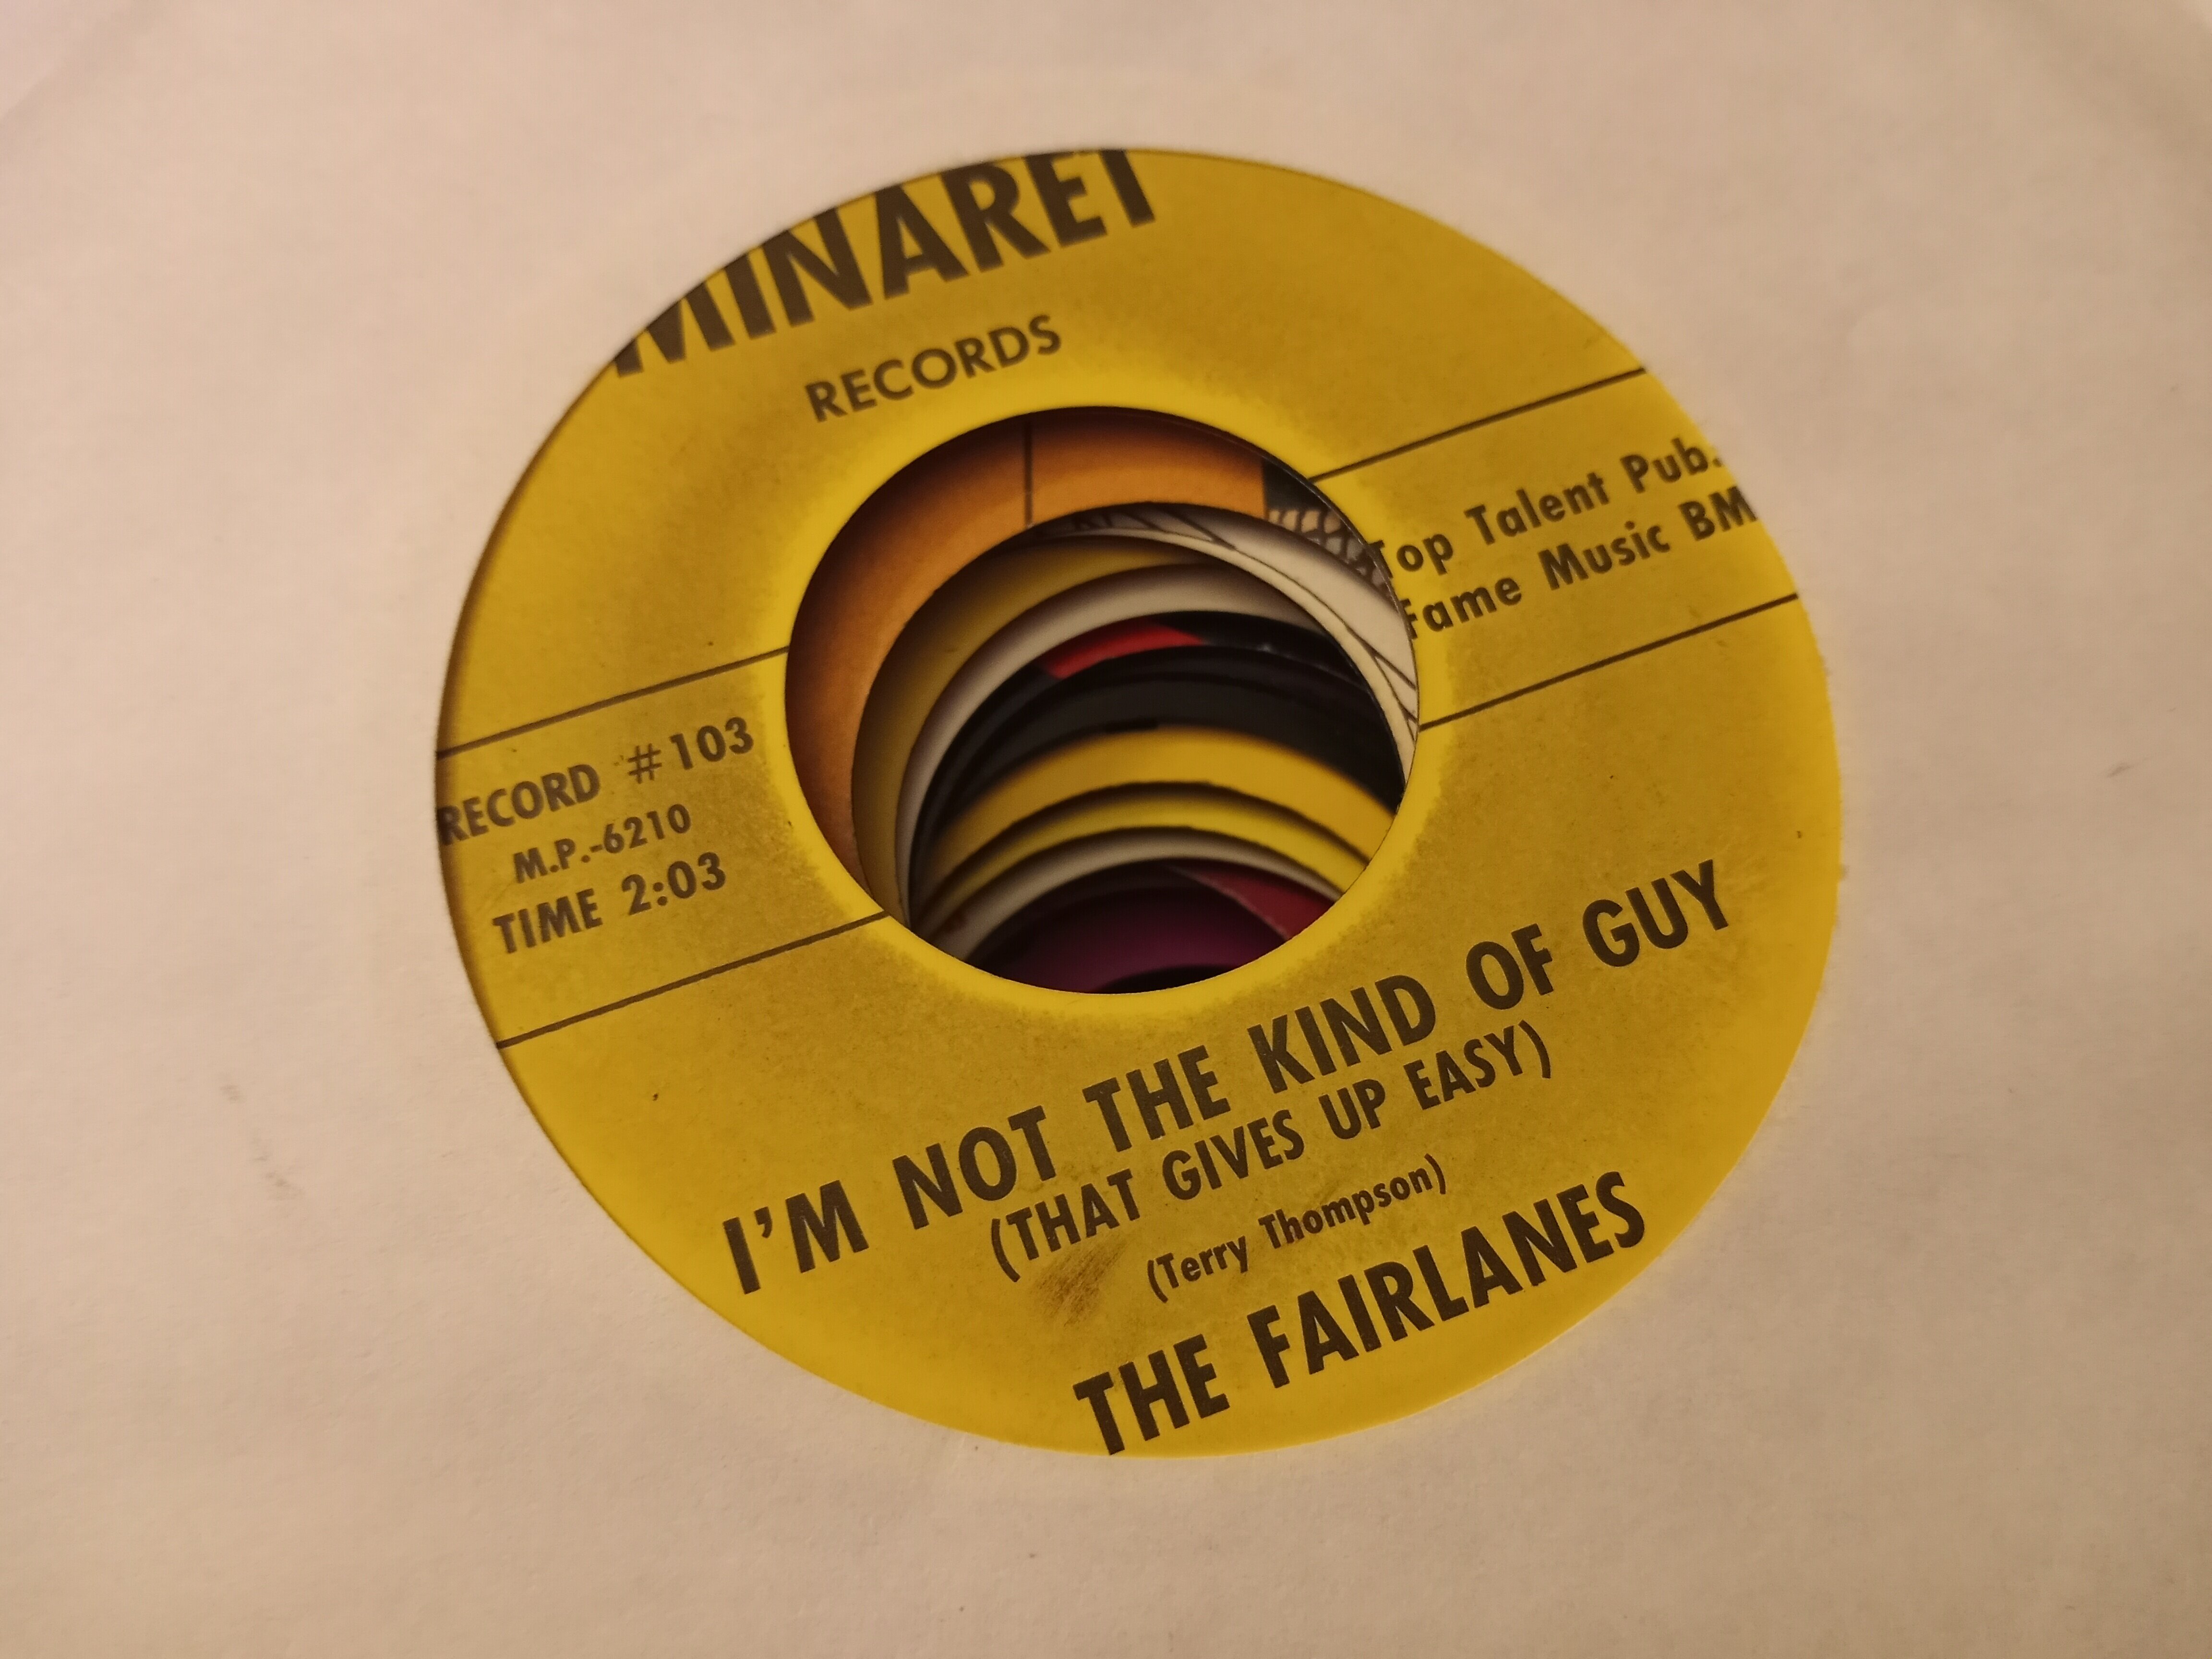 MINARET
RECORDS
Top Talent Pub.
Fame Music BM
RECORD #103
M.P.-6210
TIME 2:03
I'M NOT THE KIND OF GUY
(THAT GIVES UP EASY)
(Terry Thompson)
THE FAIRLANES